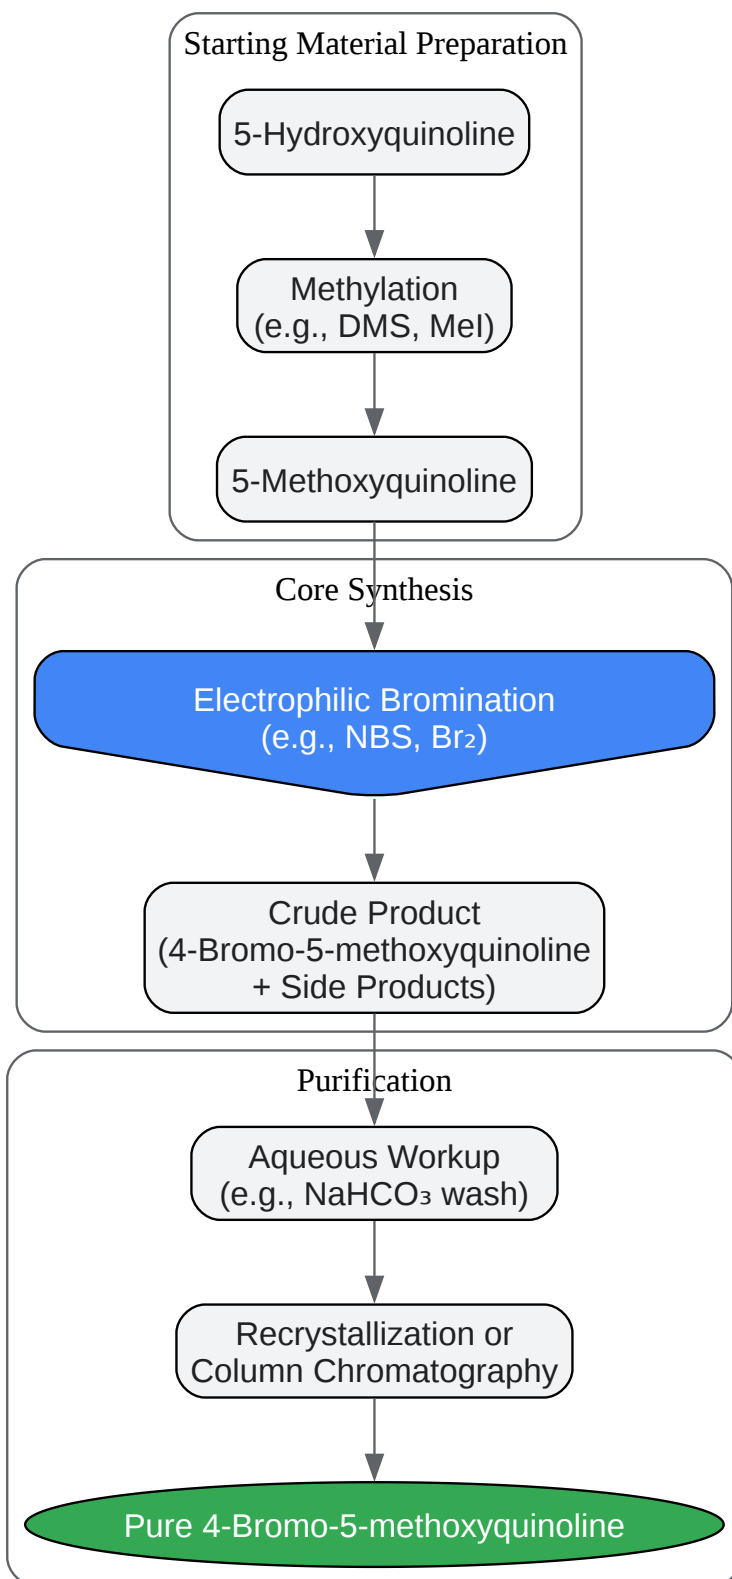 Starting Material Preparation
5-Hydroxyquinoline
Methylation
(e.g., DMS, MeI)
5-Methoxyquinoline
Core Synthesis
Electrophilic Bromination
(e.g., NBS, Br₂)
Crude Product
(4-Bromo-5-methoxyquinoline
+ Side Products)
Purification
Aqueous Workup
(e.g., NaHCO₃ wash)
Recrystallization or
Column Chromatography
Pure 4-Bromo-5-methoxyquinoline